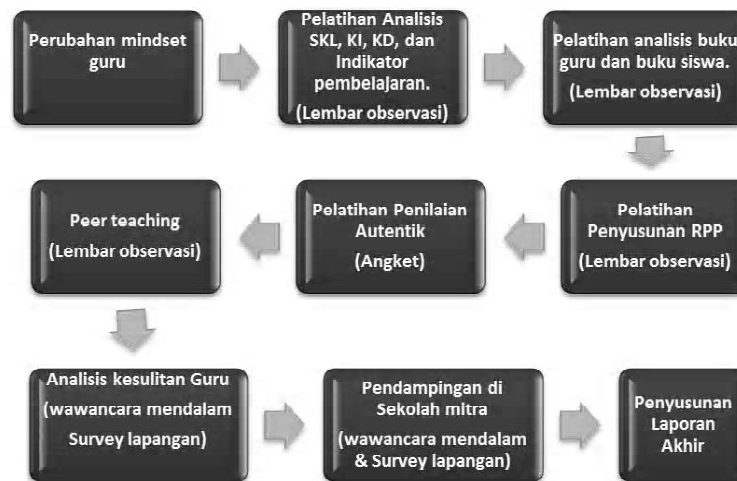 Perubahan mindset
guru
Pelatihan Analisis
SKL, KI, KD, dan
Indikator
pembelajaran.
(Lembar observasi)
Pelatihan analisis buku
guru dan buku siswa.
(Lembar observasi)
Peer teaching
(Lembar observasi)
Pelatihan Penilaian
Autentik
(Angket)
Pelatihan
Penyusunan RPP
(Lembar observasi)
Analisis kesulitan Guru
(wawancara mendalam
Survey lapangan)
Pendampingan di
Sekolah mItra
(wawancara mendalam
& Survey lapangan)
Penyusunan
Laporan
Akhir